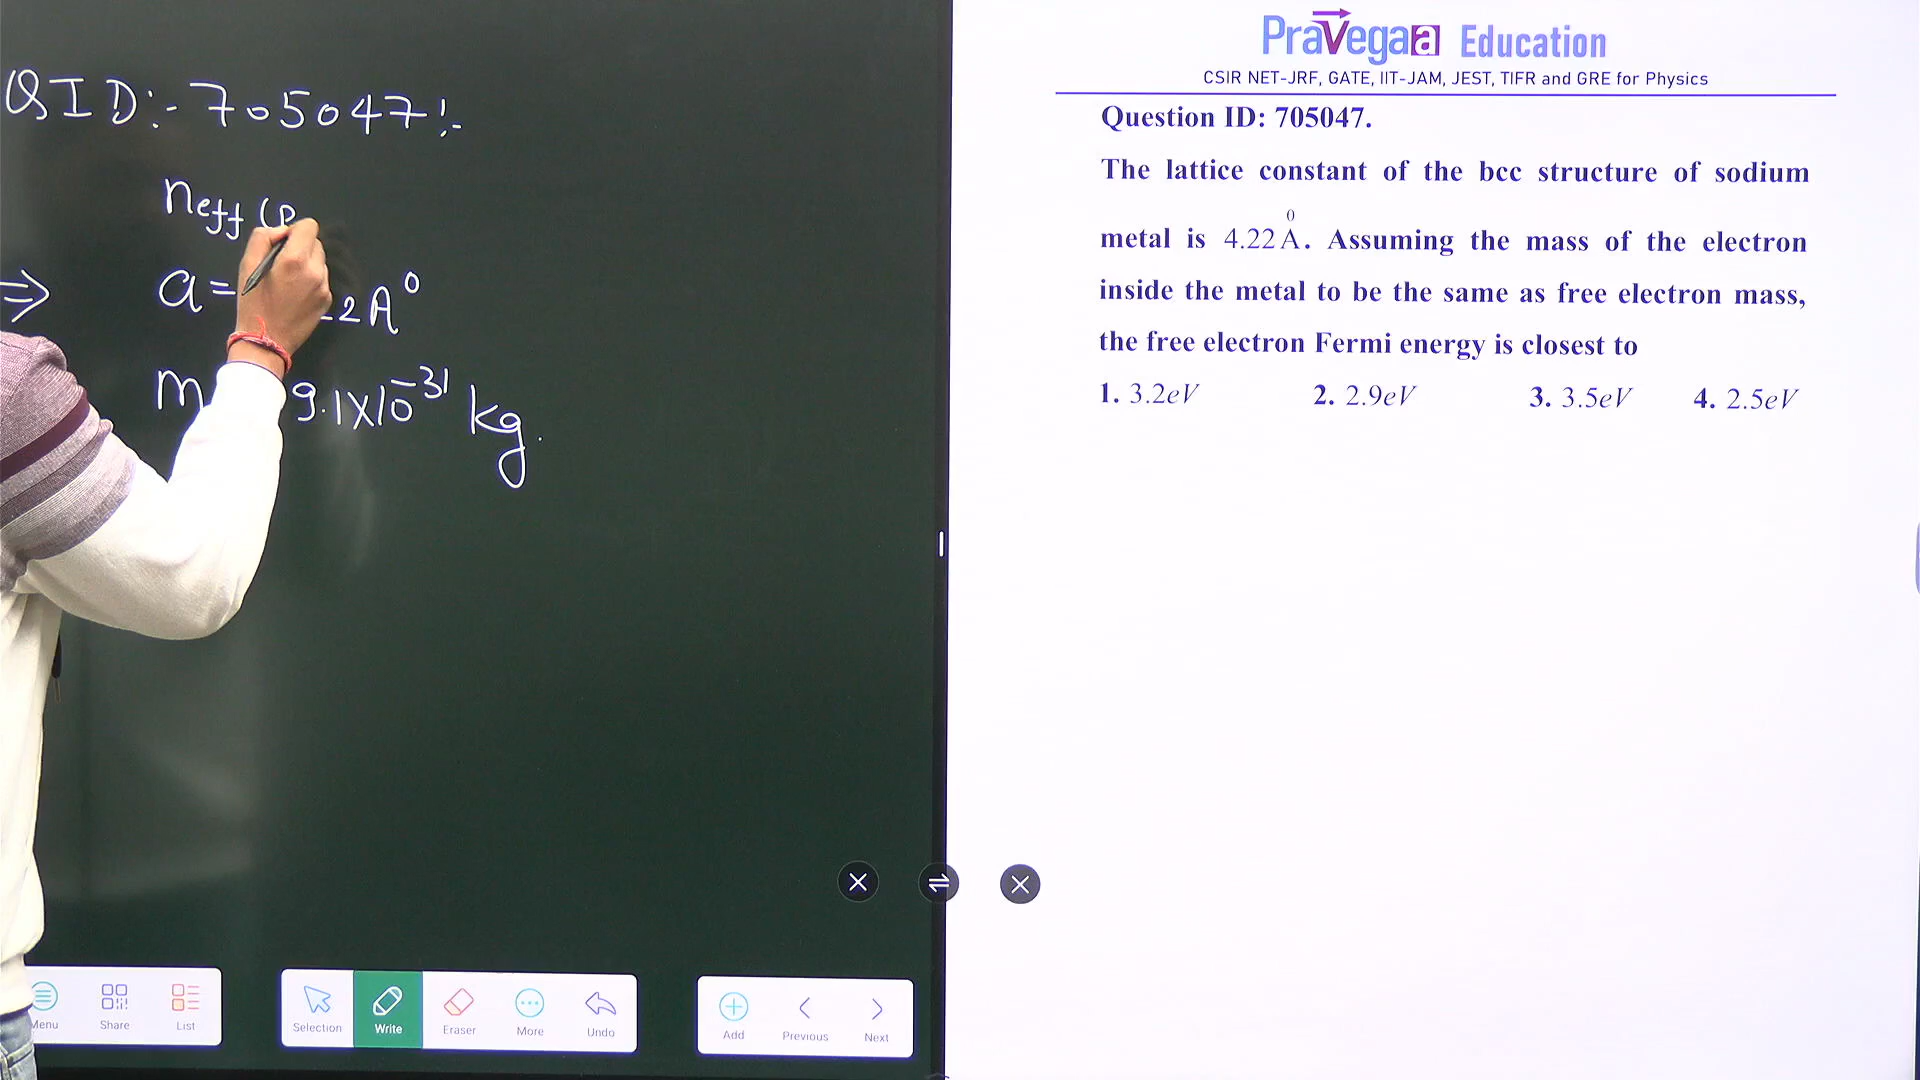 QID:- 705047:-
neff (B
⇒ a = 2A⁰
m 9.1×10⁻³¹ kg.
Menu
Share
List
Selection
Write
Eraser
More
Undo
Add
Previous
Next
Pravegaa Education
CSIR NET-JRF, GATE, IIT-JAM, JEST, TIFR and GRE for Physics
Question ID: 705047.
The lattice constant of the bcc structure of sodium
metal is 4.22 Å. Assuming the mass of the electron
inside the metal to be the same as free electron mass,
the free electron Fermi energy is closest to
1. 3.2eV 2. 2.9eV 3. 3.5eV 4. 2.5eV